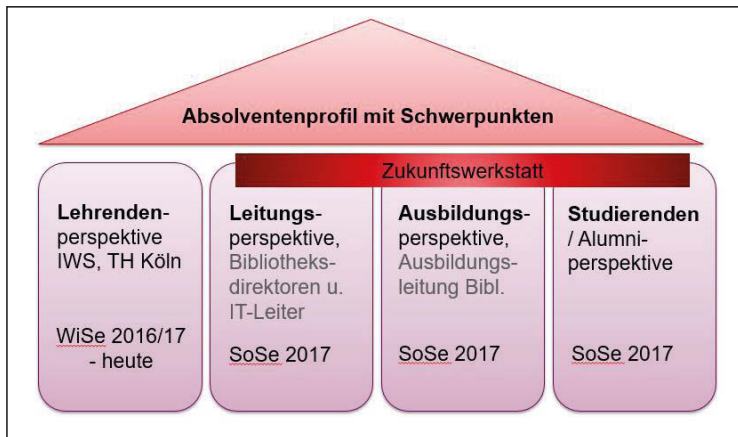 Absolventenprofil mit Schwerpunkten
Zukunftswerkstatt
Lehrenden-
perspektive
IWS, TH Köln
WiSe 2016/17
- heute
Leitungs-
perspektive,
Bibliotheks-
direktoren u.
IT-Leiter
SoSe 2017
Ausbildungs-
perspektive,
Ausbildungs-
leitung Bibl.
SoSe 2017
Studierenden
/ Alumni-
perspektive
SoSe 2017